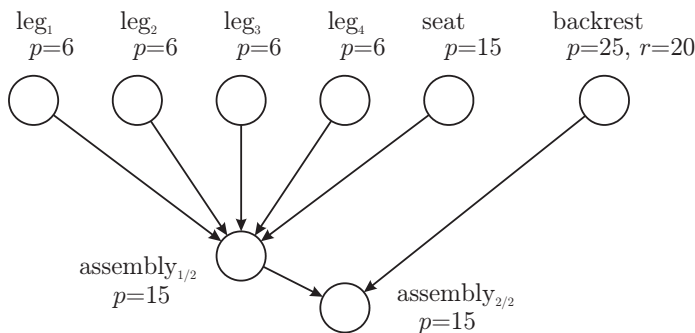 leg₁ leg₂ leg₃ leg₄ seat backrest
p=6 p=6 p=6 p=6 p=15 p=25, r=20
assembly₁/₂
p=15
assembly₂/₂
p=15